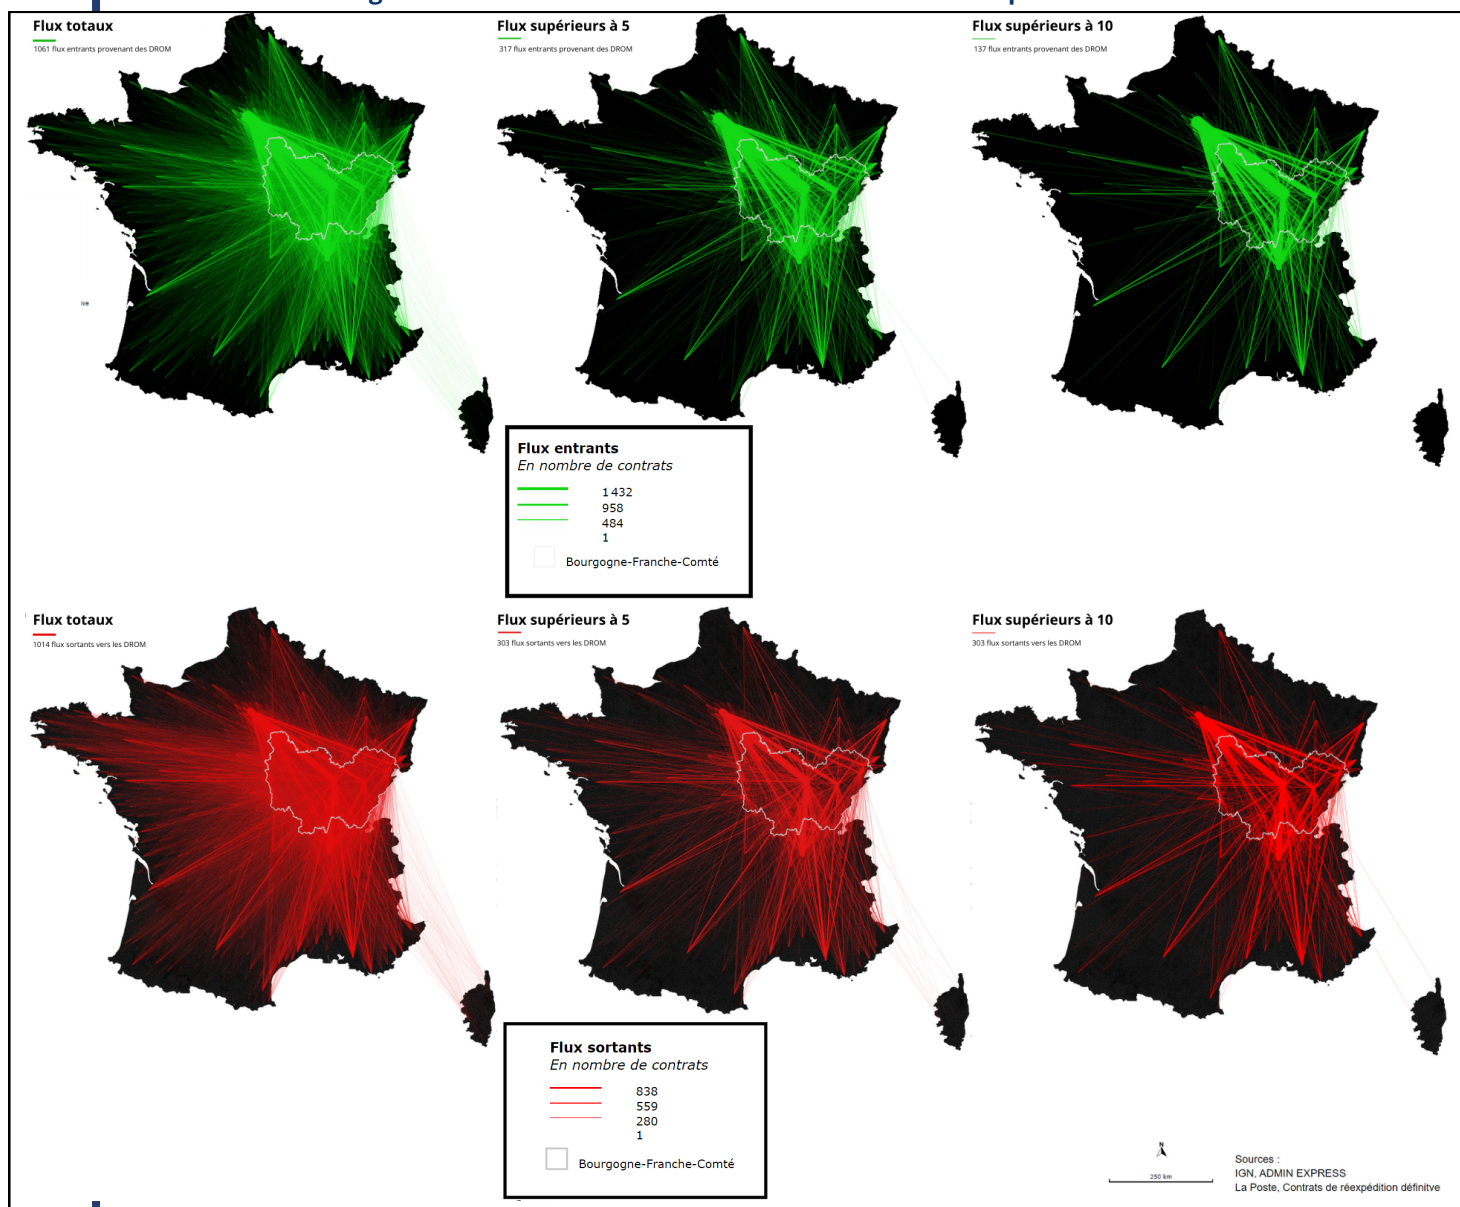 Flux totaux
1061 flux entrants provenant des DROM
Flux supérieurs à 5
317 flux entrants provenant des DROM
Flux supérieurs à 10
137 flux entrants provenant des DROM
ive
Flux entrants
En nombre de contrats
1 432
958
484
1
Bourgogne-Franche-Comté
Flux totaux
1014 flux sortants vers les DROM
Flux supérieurs à 5
303 flux sortants vers les DROM
Flux supérieurs à 10
303 flux sortants vers les DROM
Flux sortants
En nombre de contrats
838
559
280
1
Bourgogne-Franche-Comté
N
250 km
Sources :
IGN, ADMIN EXPRESS
La Poste, Contrats de réexpédition définitve